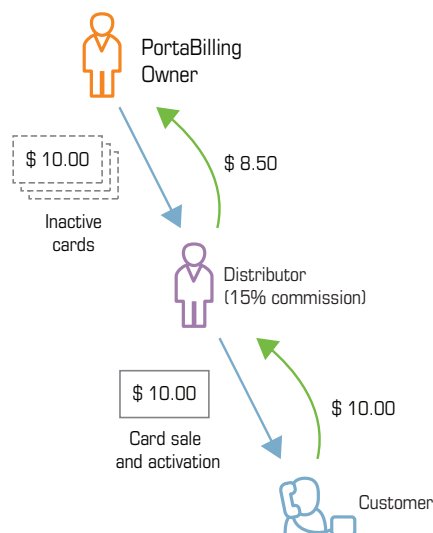 PortaBilling
Owner
$ 10.00
$ 8.50
Inactive
cards
Distributor
(15% commission)
$ 10.00
$ 10.00
Card sale
and activation
Customer